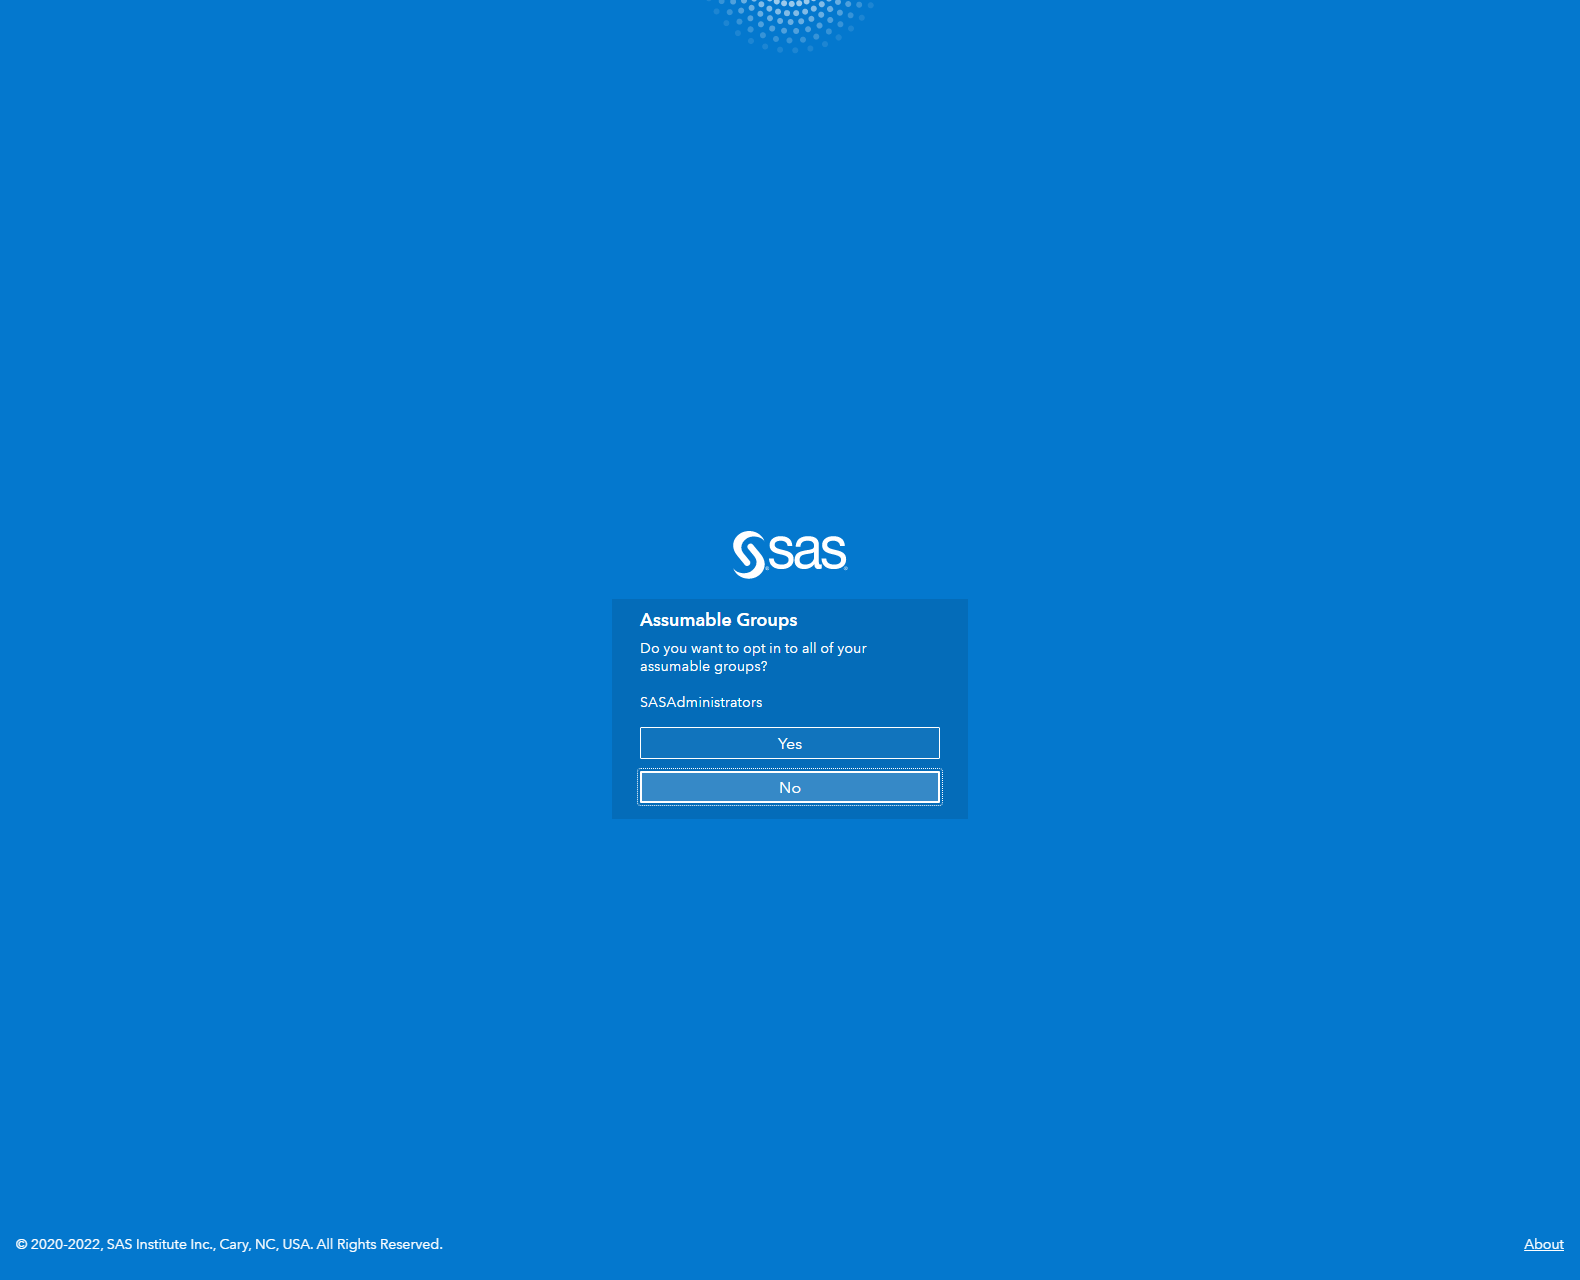 sas
Assumable Groups
Do you want to opt in to all of your
assumable groups?
SASAdministrators
Yes
No
© 2020-2022, SAS Institute Inc., Cary, NC, USA. All Rights Reserved.
About